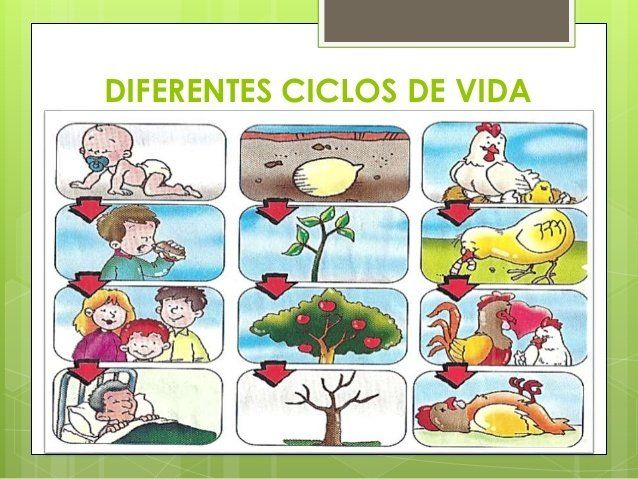 DIFERENTES CICLOS DE VIDA